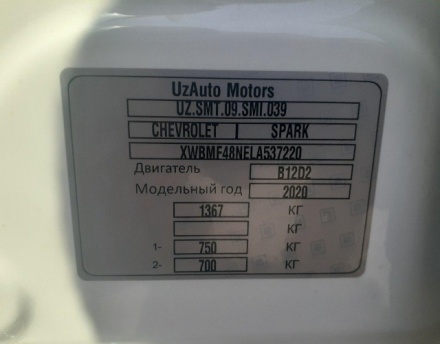 UzAuto Motors
UZ.SMT.09.SMI.039
CHEVROLET | SPARK
XWBMF48NELA537220
Двигатель B12D2
Модельный год 2020
1367 КГ
КГ
1- 750 КГ
2- 700 КГ